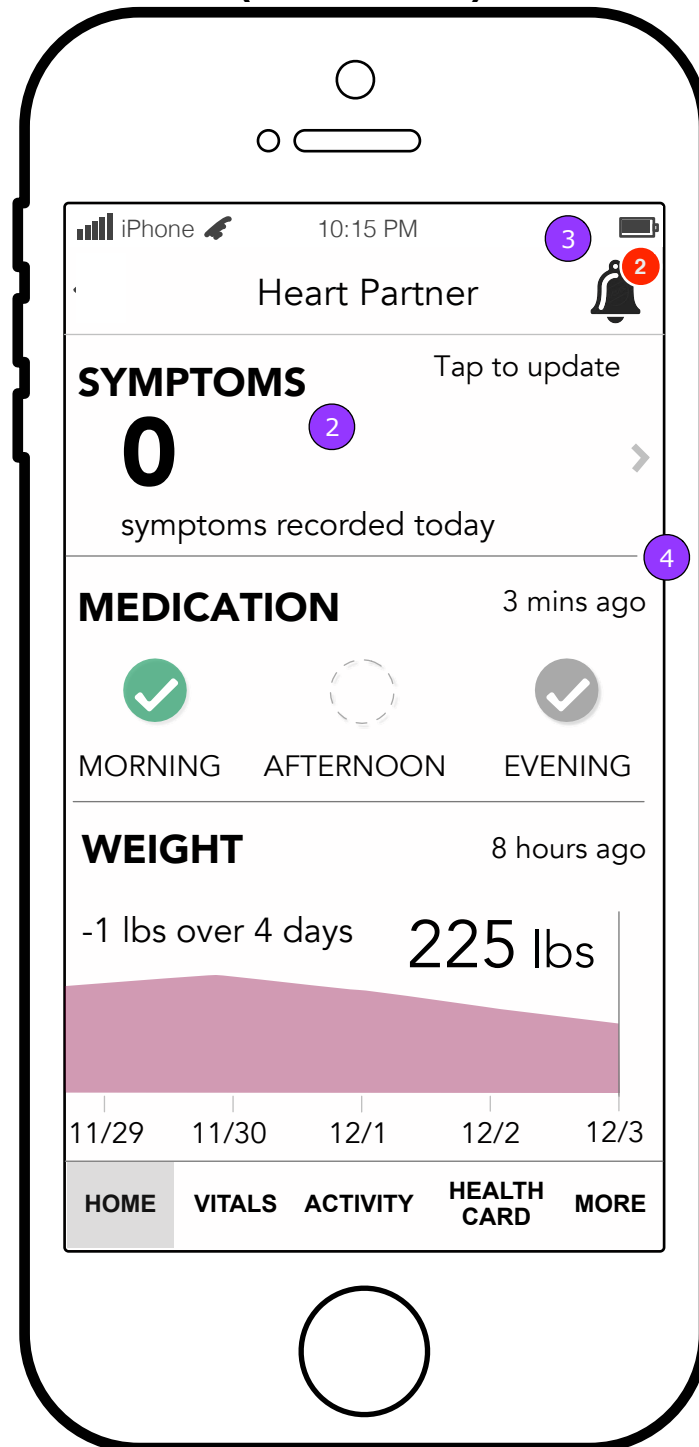 iPhone 10:15 PM
3
Heart Partner
2
SYMPTOMS
Tap to update
0
2
symptoms recorded today
4
MEDICATION
3 mins ago
MORNING AFTERNOON EVENING
WEIGHT
8 hours ago
-1 lbs over 4 days
225 lbs
11/29 11/30 12/1 12/2 12/3
HOME VITALS ACTIVITY HEALTH CARD MORE